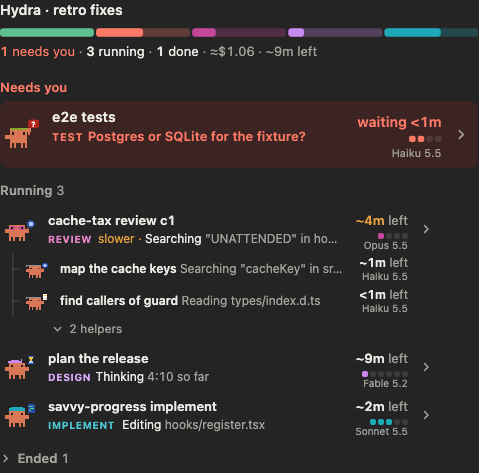 Hydra · retro fixes
1 needs you · 3 running · 1 done · ≈$1.06 · ~9m left
Needs you
e2e tests
waiting <1m
TEST Postgres or SQLite for the fixture?
Haiku 5.5
Running 3
cache-tax review c1
~4m left
REVIEW slower · Searching "UNATTENDED" in ho...
Opus 5.5
map the cache keys Searching "cacheKey" in sr...
~1m left
Haiku 5.5
find callers of guard Reading types/index.d.ts
<1m left
Haiku 5.5
2 helpers
plan the release
~9m left
DESIGN Thinking 4:10 so far
Fable 5.2
savvy-progress implement
~2m left
IMPLEMENT Editing hooks/register.tsx
Sonnet 5.5
Ended 1